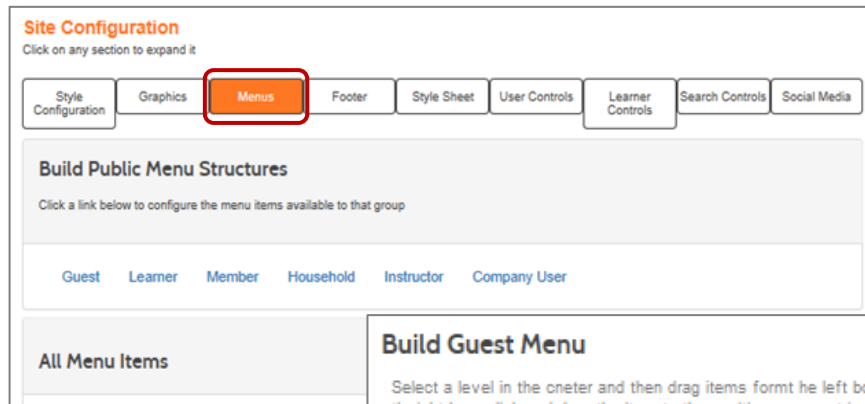 Site Configuration
Click on any section to expand it
Style Configuration
Graphics
Menus
Footer
Style Sheet
User Controls
Learner Controls
Search Controls
Social Media
Build Public Menu Structures
Click a link below to configure the menu items available to that group
Guest Learner Member Household Instructor Company User
All Menu Items
Build Guest Menu
Select a level in the cneter and then drag items formt he left